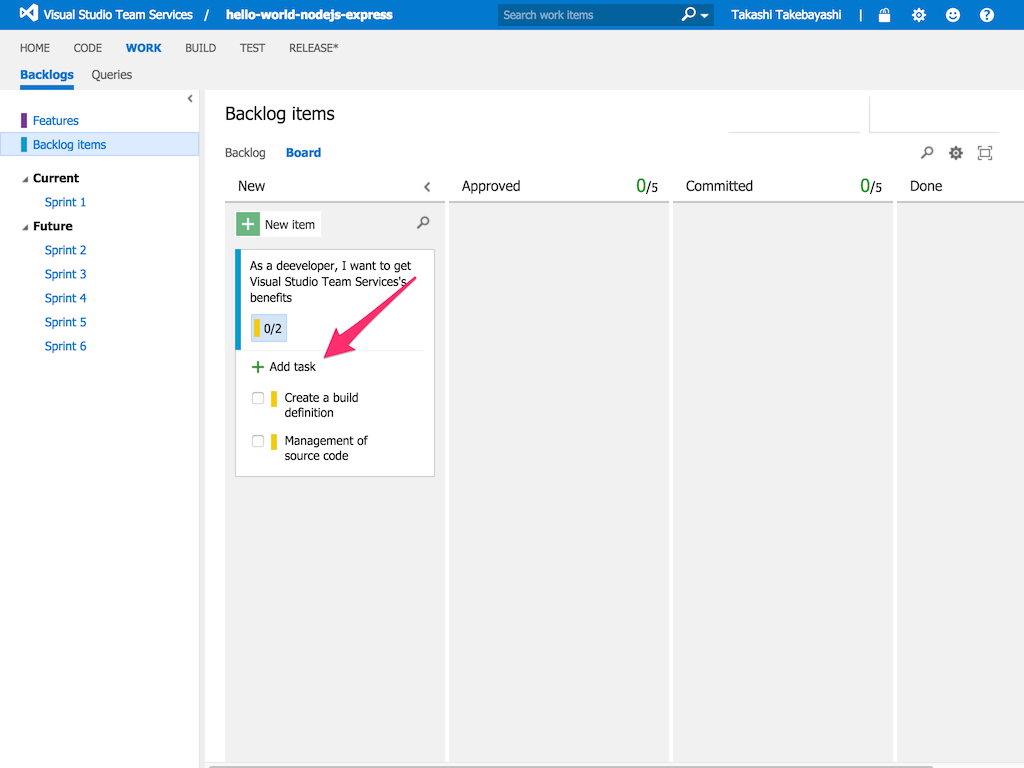 Visual Studio Team Services / hello-world-nodejs-express Search work items Takashi Takebayashi |
HOME CODE WORK BUILD TEST RELEASE*
Backlogs Queries
Features
Backlog items
Current
Sprint 1
Future
Sprint 2
Sprint 3
Sprint 4
Sprint 5
Sprint 6
Backlog items
Backlog Board
New Approved 0/5 Committed 0/5 Done
New item
As a deeveloper, I want to get
Visual Studio Team Services's
benefits
0/2
Add task
Create a build
definition
Management of
source code